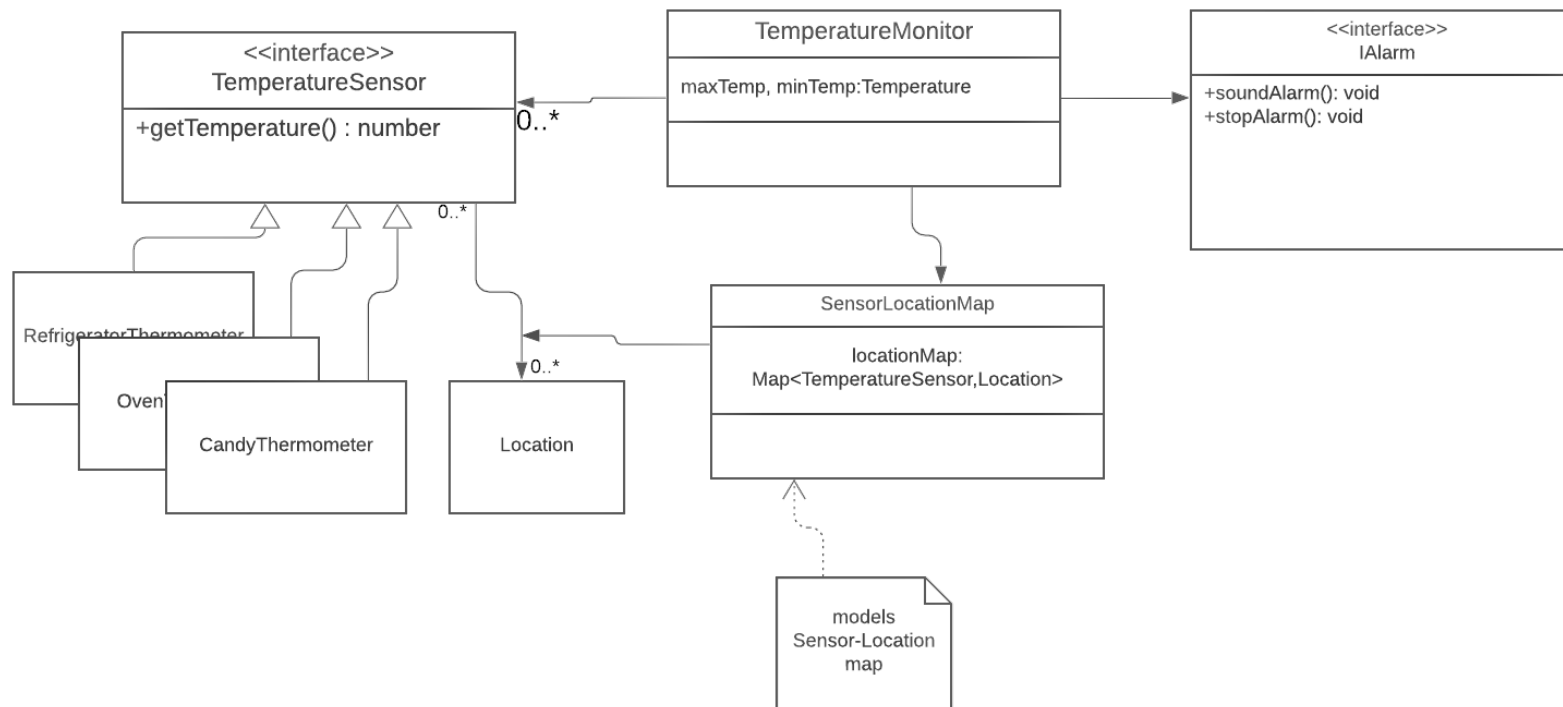 <<interface>>
TemperatureSensor
+getTemperature() : number
0..*
TemperatureMonitor
maxTemp, minTemp:Temperature
<<interface>>
IAlarm
+soundAlarm(): void
+stopAlarm(): void
0..*
RefrigeratorThermometer
Oven
CandyThermometer
0..*
Location
SensorLocationMap
locationMap:
Map<TemperatureSensor,Location>
models
Sensor-Location
map